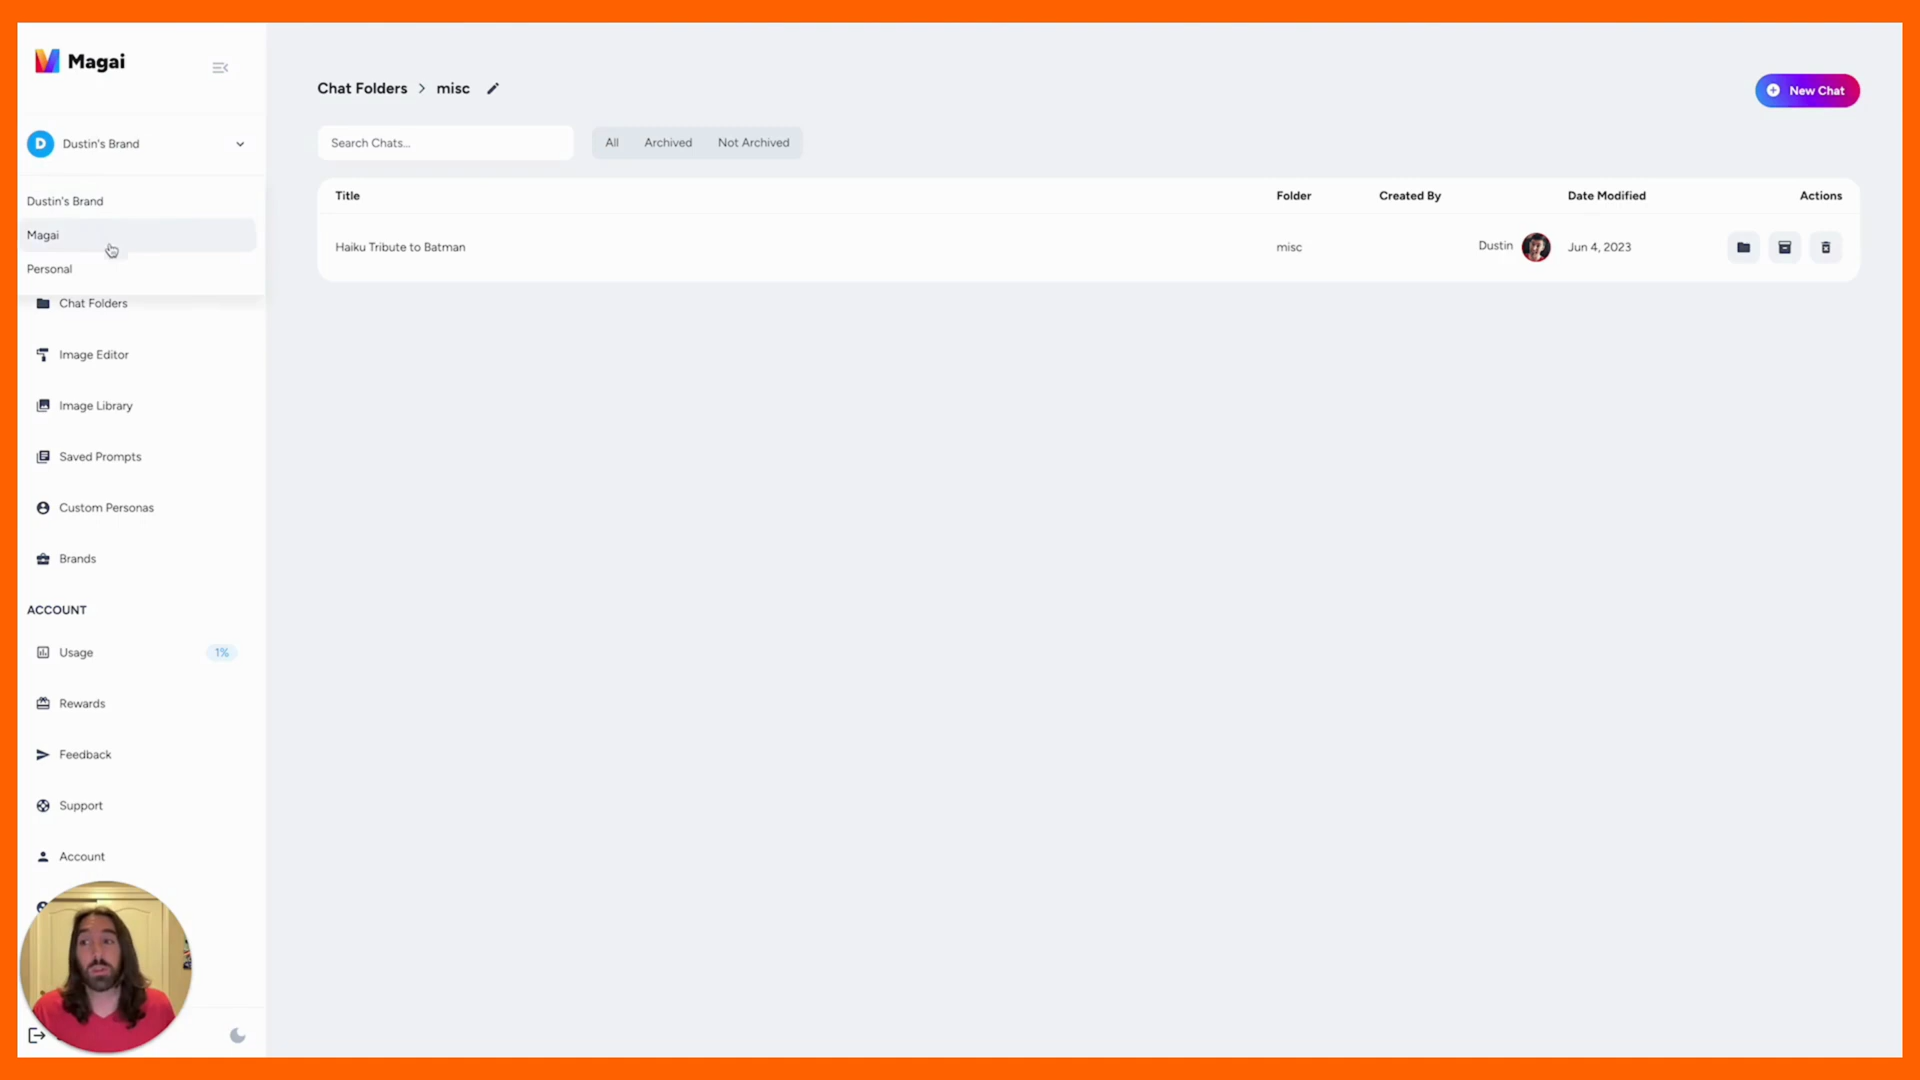 Magai
Chat Folders > misc
New Chat
D Dustin's Brand
Search Chats...
All Archived Not Archived
Dustin's Brand
Magai
Personal
Title Folder Created By Date Modified Actions
Haiku Tribute to Batman misc Dustin Jun 4, 2023
Chat Folders
Image Editor
Image Library
Saved Prompts
Custom Personas
Brands
ACCOUNT
Usage 1%
Rewards
Feedback
Support
Account